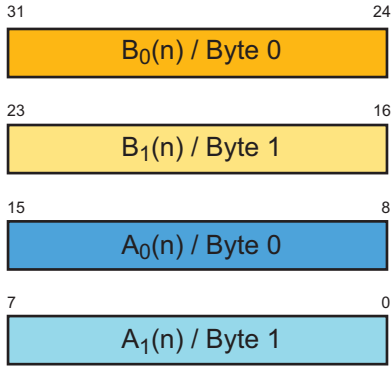 31 24
B₀(n) / Byte 0
23 16
B₁(n) / Byte 1
15 8
A₀(n) / Byte 0
7 0
A₁(n) / Byte 1